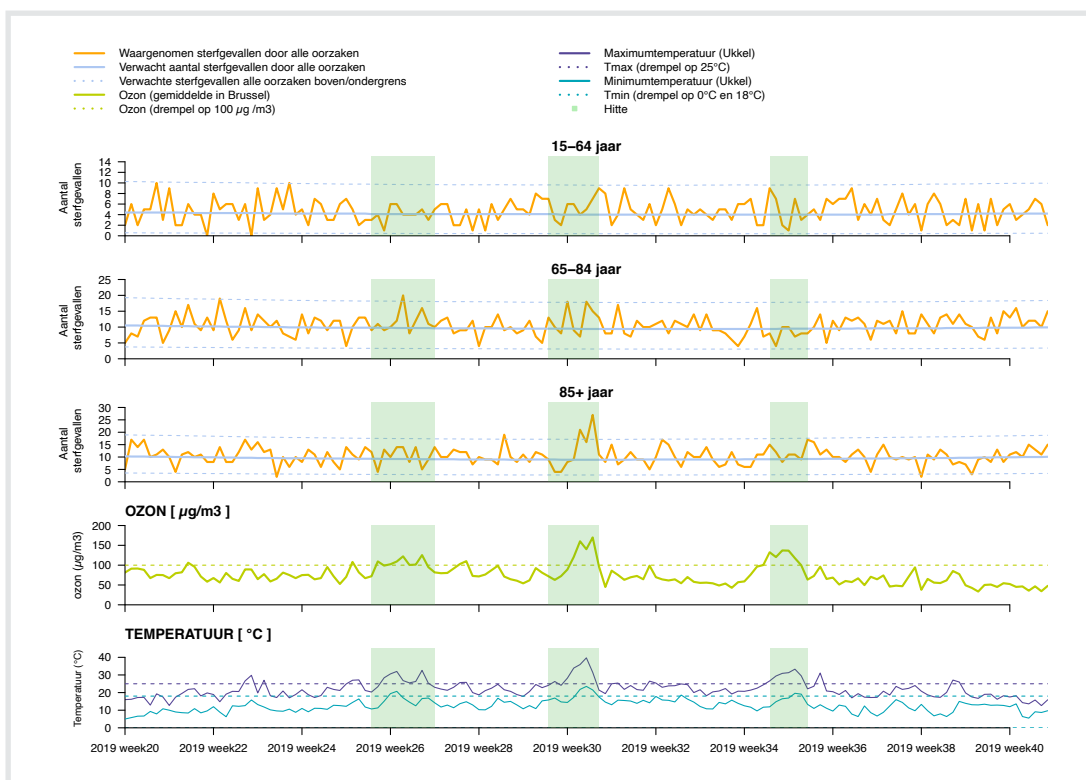 Waargenomen sterfgevallen door alle oorzaken
Verwacht aantal sterfgevallen door alle oorzaken
Verwachte sterfgevallen alle oorzaken boven/ondergrens
Ozon (gemiddelde in Brussel)
Ozon (drempel op 100 µg /m3)
Maximumtemperatuur (Ukkel)
Tmax (drempel op 25°C)
Minimumtemperatuur (Ukkel)
Tmin (drempel op 0°C en 18°C)
Hitte
15–64 jaar
Aantal
sterfgevallen
14
12
10
8
6
4
2
0
65–84 jaar
Aantal
sterfgevallen
25
20
15
10
5
0
85+ jaar
Aantal
sterfgevallen
30
25
20
15
10
5
0
OZON [ µg/m3 ]
ozon (µg/m3)
200
150
100
50
0
TEMPERATUUR [ °C ]
Temperatuur (°C)
40
30
20
10
0
2019 week20 2019 week22 2019 week24 2019 week26 2019 week28 2019 week30 2019 week32 2019 week34 2019 week36 2019 week38 2019 week40